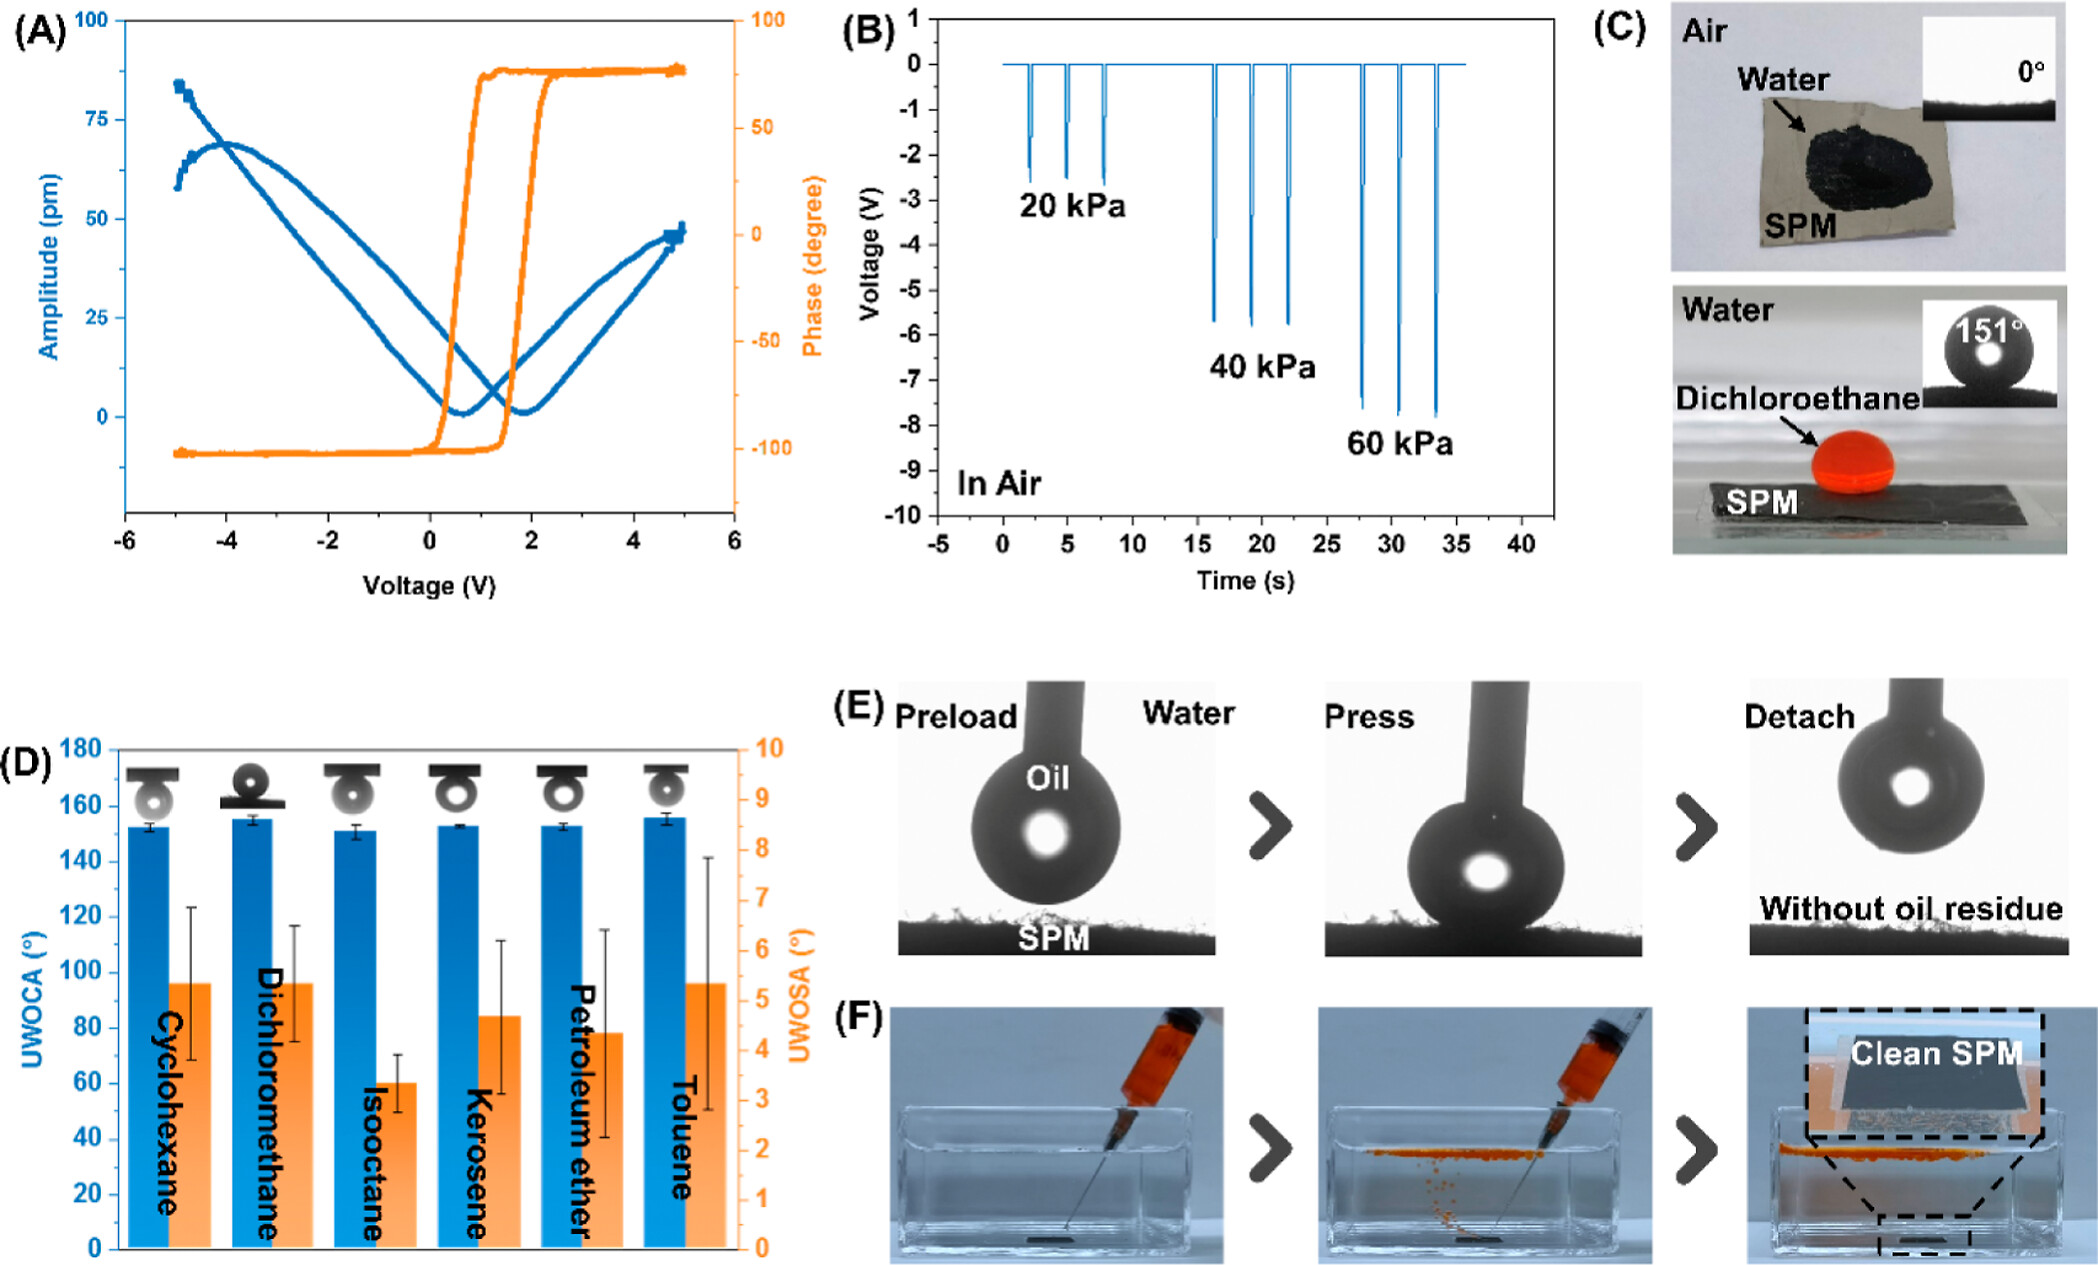 (A)
100
75
50
25
0
Amplitude (pm)
100
50
0
-50
-100
Phase (degree)
-6
-4
-2
0
2
4
6
Voltage (V)
(B)
1
0
-1
-2
-3
-4
-5
-6
-7
-8
-9
-10
Voltage (V)
20 kPa
40 kPa
60 kPa
In Air
-5
0
5
10
15
20
25
30
35
40
Time (s)
(C)
Air
Water
0°
SPM
Water
151°
Dichloroethane
SPM
(D)
180
160
140
120
100
80
60
40
20
0
UWOCA (°)
Cyclohexane
Dichloromethane
Isooctane
Kerosene
Petroleum ether
Toluene
10
9
8
7
6
5
4
3
2
1
0
UWOSA (°)
(E)
Preload
Water
Oil
SPM
Press
Detach
Without oil residue
(F)
Clean SPM